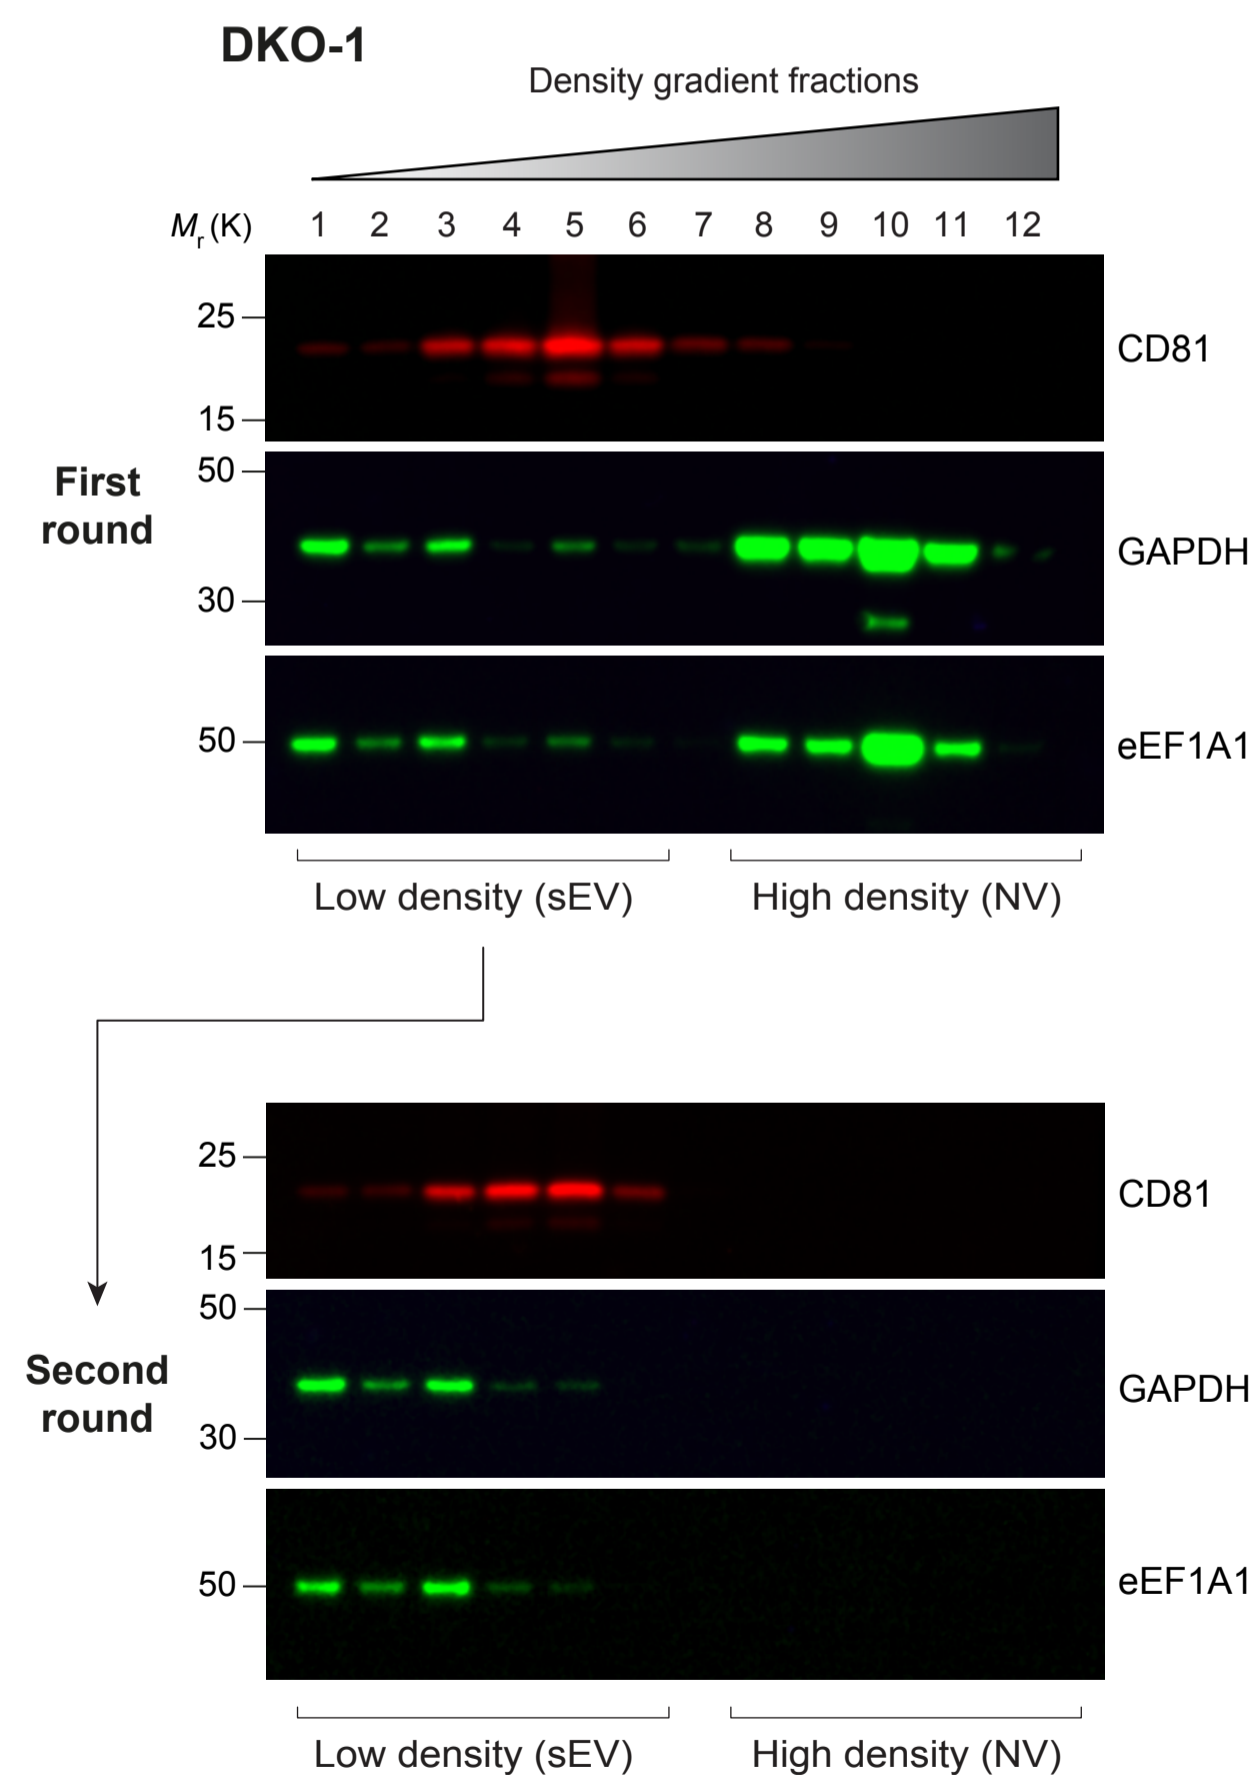 DKO-1
Density gradient fractions
Mr (K) 1 2 3 4 5 6 7 8 9 10 11 12
25
CD81
15
50
First
round
GAPDH
30
50
eEF1A1
Low density (sEV) High density (NV)
25
CD81
15
50
Second
round
GAPDH
30
50
eEF1A1
Low density (sEV) High density (NV)